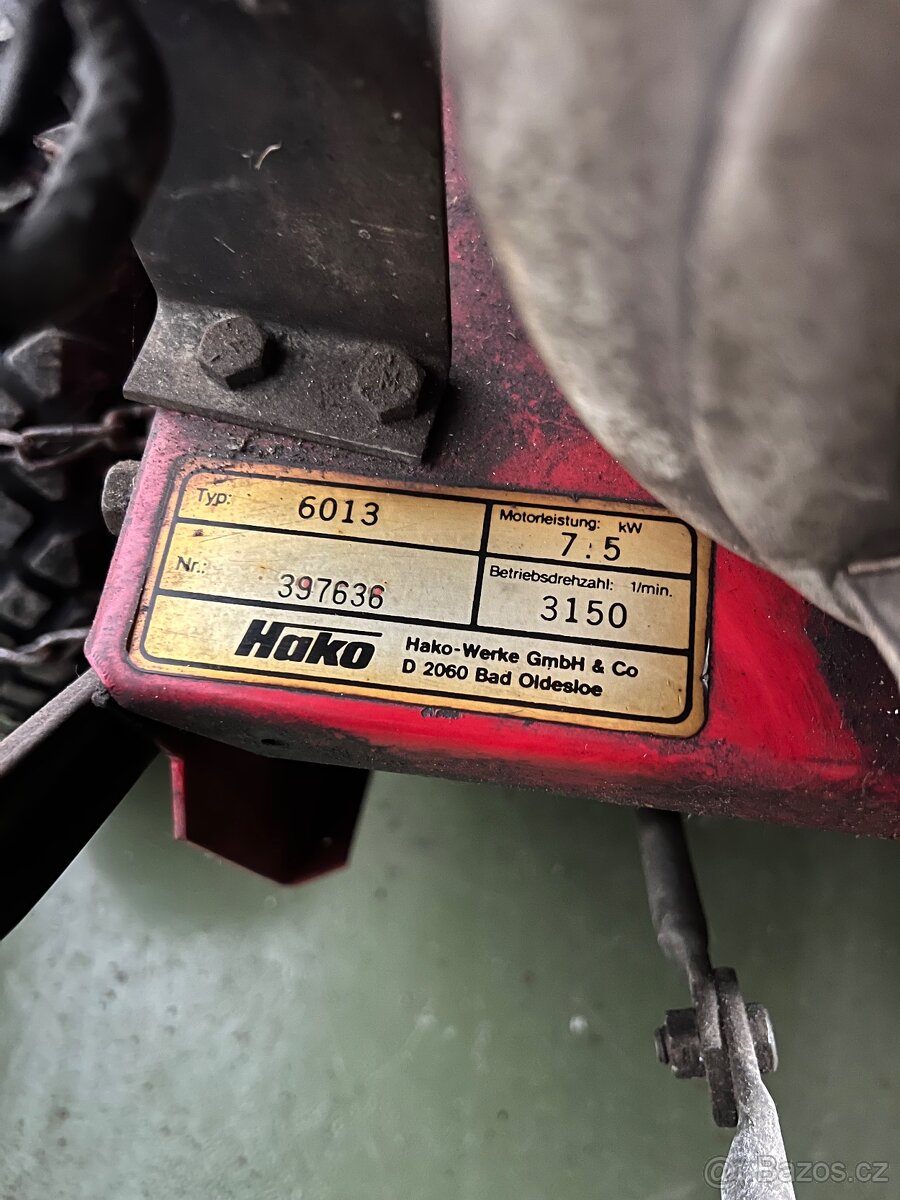 Typ: 6013
Motorleistung: kW
7.5
Nr.: 397636
Betriebsdrehzahl: 1/min.
3150
Hako Hako-Werke GmbH & Co
D 2060 Bad Oldesloe
Bazos.cz